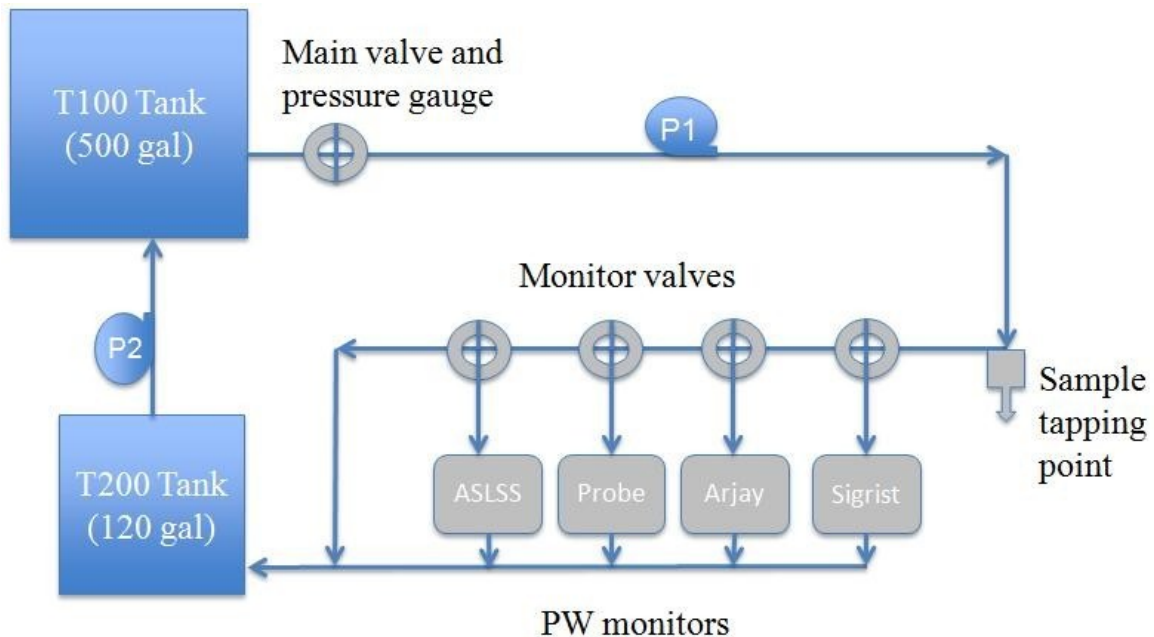 T100 Tank
(500 gal)
Main valve and
pressure gauge
P1
Monitor valves
P2
Sample
tapping
point
T200 Tank
(120 gal)
ASLSS
Probe
Arjay
Sigrist
PW monitors